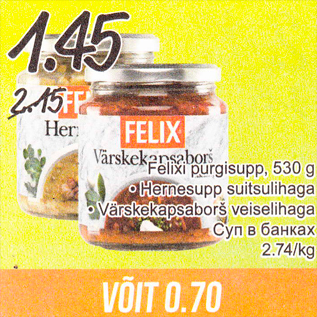 1.45
2.15
FELIX
Hern
FELIX
Värskekapsaborš
Felixi purgisupp, 530 g
• Hernesupp suitsulihaga
• Värskekapsaborš veiselihaga
Суп в банках
2.74/kg
VÕIT 0.70